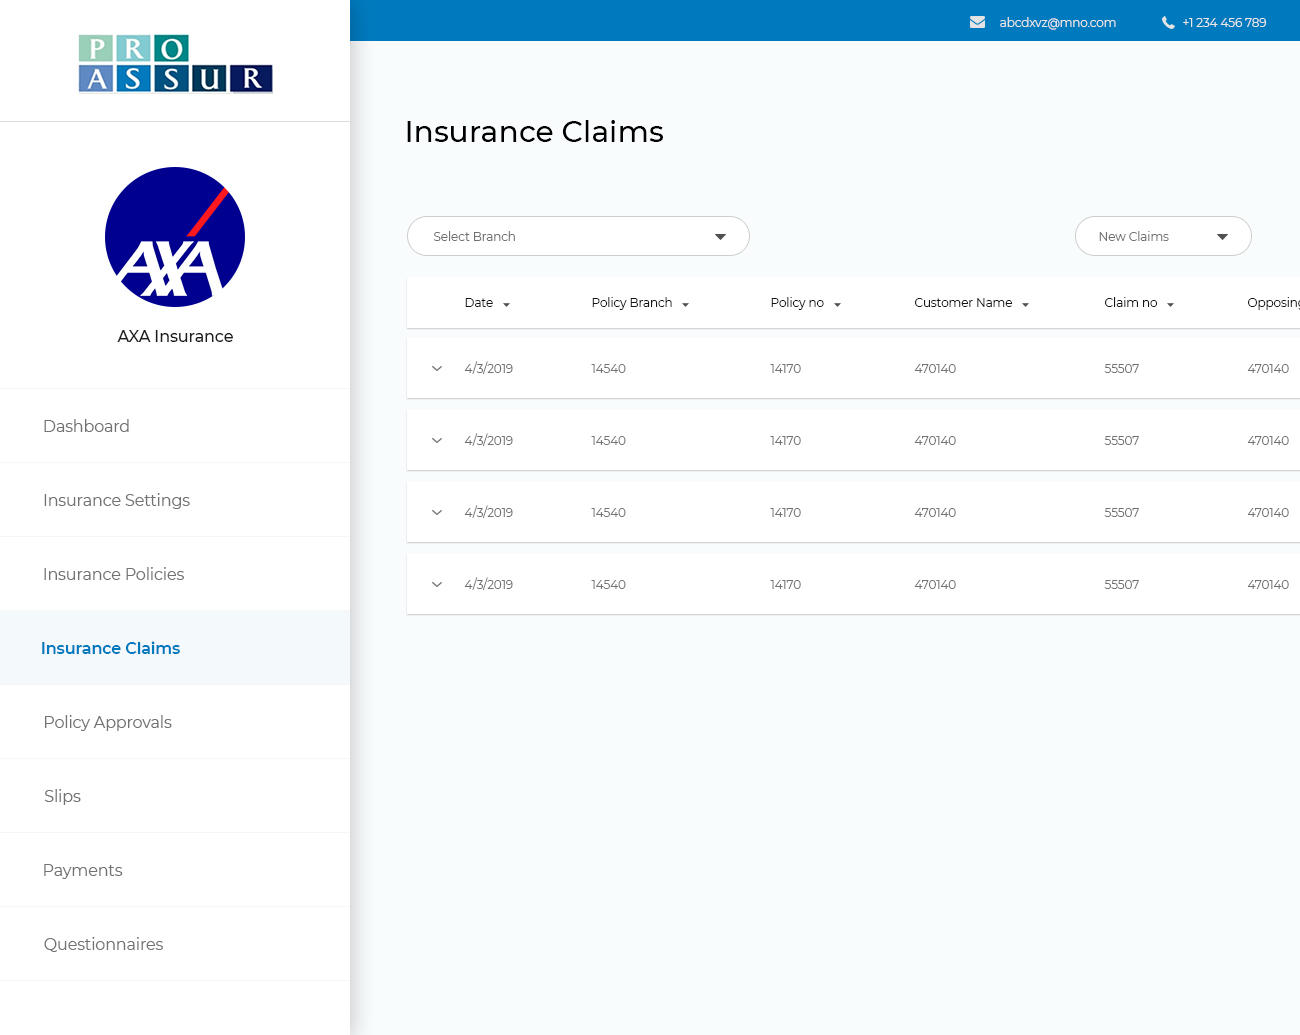 PRO
ASSUR
AXA
AXA Insurance
Dashboard
Insurance Settings
Insurance Policies
Insurance Claims
Policy Approvals
Slips
Payments
Questionnaires
abcdxvz@mno.com +1 234 456 789
Insurance Claims
Select Branch New Claims
Date Policy Branch Policy no Customer Name Claim no Opposing
4/3/2019 14540 14170 470140 55507 470140
4/3/2019 14540 14170 470140 55507 470140
4/3/2019 14540 14170 470140 55507 470140
4/3/2019 14540 14170 470140 55507 470140